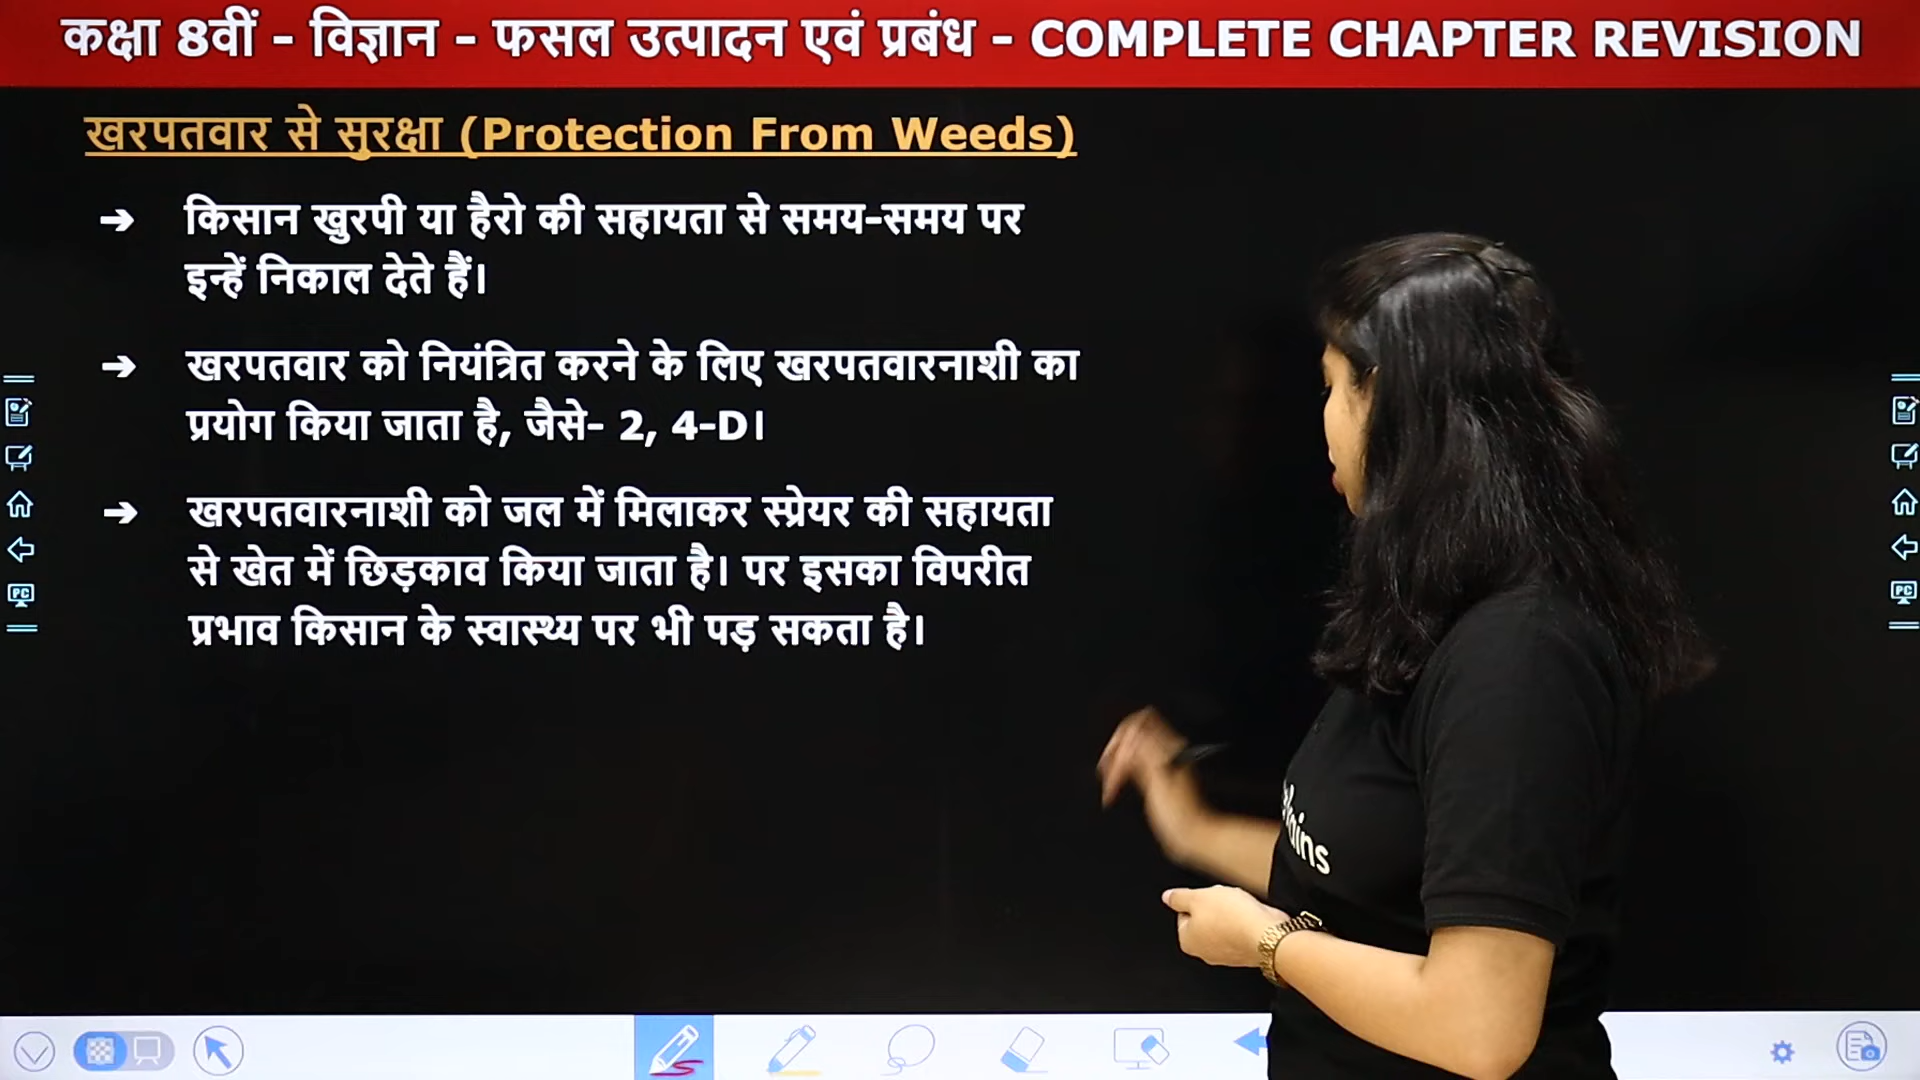 कक्षा 8वीं - विज्ञान - फसल उत्पादन एवं प्रबंध - COMPLETE CHAPTER REVISION
खरपतवार से सुरक्षा (Protection From Weeds)
➔ किसान खुरपी या हैरो की सहायता से समय-समय पर
इन्हें निकाल देते हैं।
➔ खरपतवार को नियंत्रित करने के लिए खरपतवारनाशी का
प्रयोग किया जाता है, जैसे- 2, 4-D।
➔ खरपतवारनाशी को जल में मिलाकर स्प्रेयर की सहायता
से खेत में छिड़काव किया जाता है। पर इसका विपरीत
प्रभाव किसान के स्वास्थ्य पर भी पड़ सकता है।
PC
PC